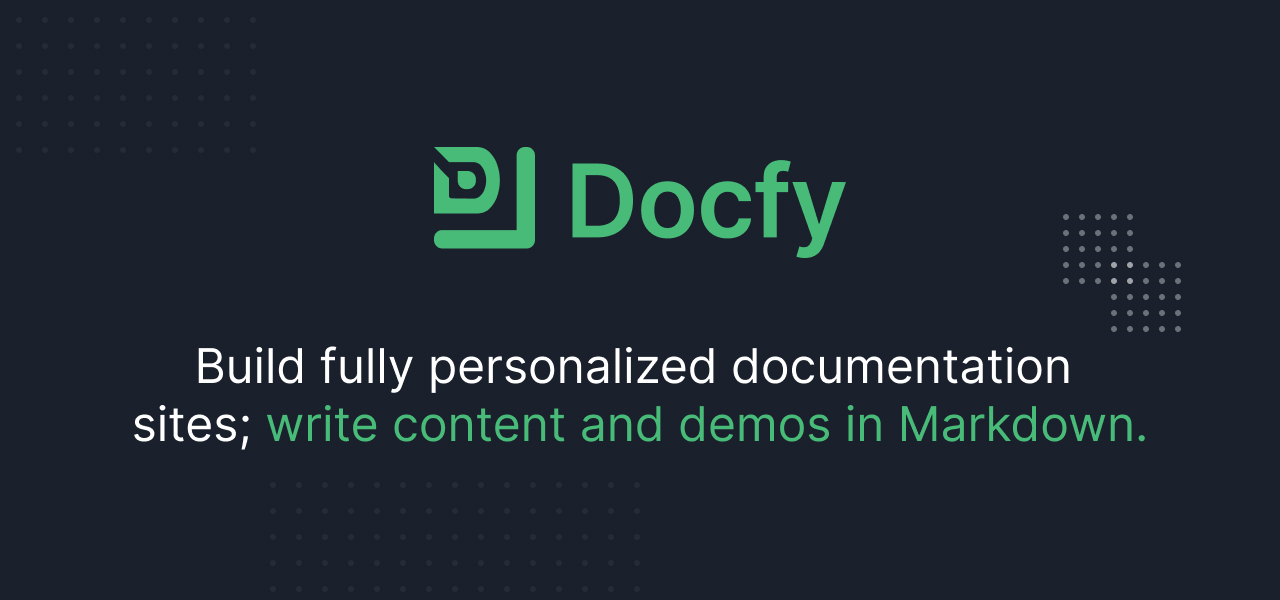 Docfy
Build fully personalized documentation
sites; write content and demos in Markdown.